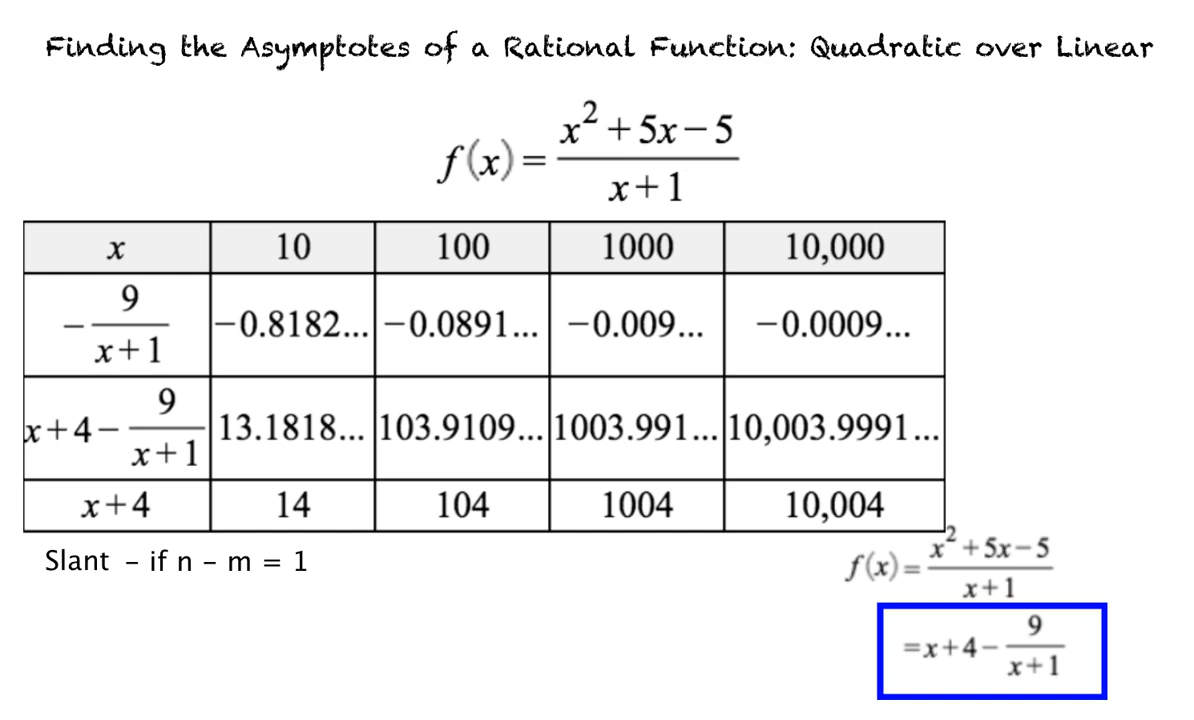 Finding the Asymptotes of a Rational Function: Quadratic over Linear
f(x) = (x² + 5x − 5) / (x + 1)
x 10 100 1000 10,000
−9/(x+1) −0.8182... −0.0891... −0.009... −0.0009...
x+4−9/(x+1) 13.1818... 103.9109... 1003.991... 10,003.9991...
x+4 14 104 1004 10,004
Slant - if n - m = 1
f(x) = (x² + 5x − 5) / (x + 1)
= x + 4 − 9/(x+1)